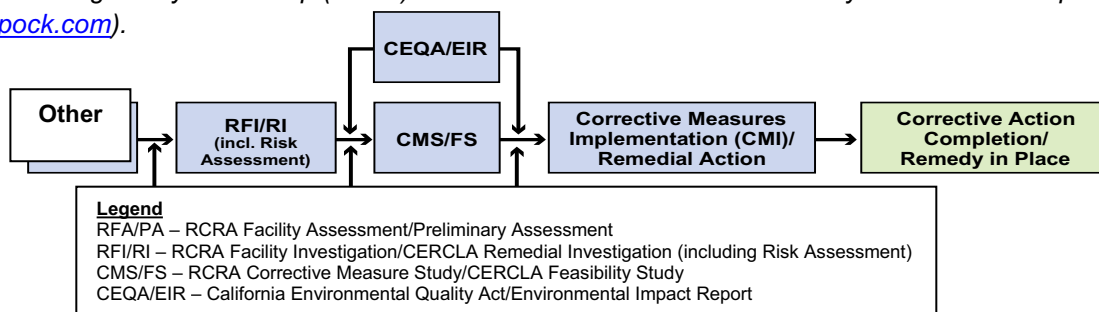 pock.com).
CEQA/EIR
Other
RFI/RI
(incl. Risk
Assessment)
CMS/FS
Corrective Measures
Implementation (CMI)/
Remedial Action
Corrective Action
Completion/
Remedy in Place
Legend
RFA/PA – RCRA Facility Assessment/Preliminary Assessment
RFI/RI – RCRA Facility Investigation/CERCLA Remedial Investigation (including Risk Assessment)
CMS/FS – RCRA Corrective Measure Study/CERCLA Feasibility Study
CEQA/EIR – California Environmental Quality Act/Environmental Impact Report